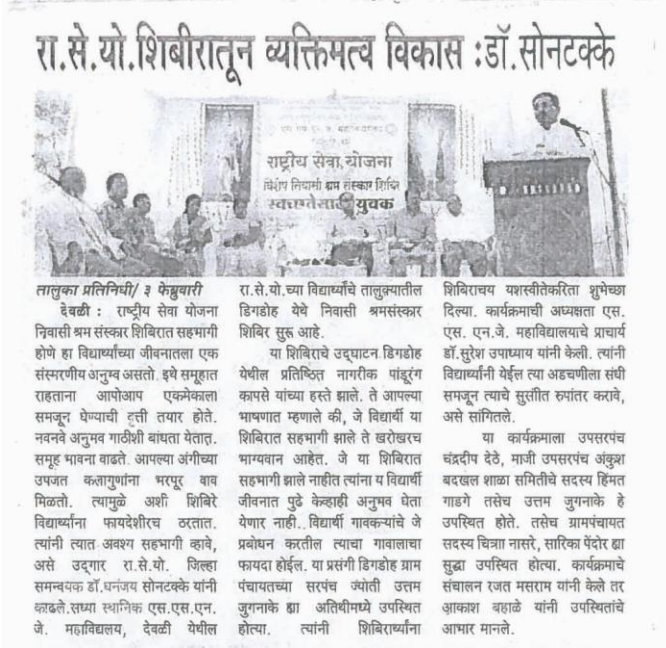 रा.से.यो.शिबीरातून व्यक्तिमत्व विकास :डॉ.सोनटक्के
राष्ट्रीय सेवा योजना
विशेष निवासी श्रम संस्कार शिबिर
युवक
तालुका प्रतिनिधी/ ३ फेब्रुवारी
देवळी : राष्ट्रीय सेवा योजना
निवासी श्रम संस्कार शिबिरात सहभागी
होणे हा विद्यार्थ्यांच्या जीवनातला एक
संस्मरणीय अनुभव असतो. इथे समूहात
राहताना आपोआप एकमेकाला
समजून घेण्याची वृत्ती तयार होते.
नवनवे अनुभव गाठीशी बांधता येतात.
समूह भावना वाढते. आपल्या अंगीच्या
उपजत कलागुणांना भरपूर वाव
मिळतो. त्यामुळे अशी शिबिरे
विद्यार्थ्यांना फायदेशीरच ठरतात.
त्यांनी त्यात अवश्य सहभागी व्हावे,
असे उद्गार रा.से.यो. जिल्हा
समन्वयक डॉ.धनंजय सोनटक्के यांनी
काढले.सध्या स्थानिक एस.एस.एन.
जे. महाविद्यलय, देवळी येथील
रा.से.यो.च्या विद्यार्थ्यांचे तालुक्यातील
डिगडोह येथे निवासी श्रमसंस्कार
शिबिर सुरू आहे.
या शिबिराचे उद्घाटन डिगडोह
येथील प्रतिष्ठित नागरीक पांडूरंग
कापसे यांच्या हस्ते झाले. ते आपल्या
भाषणात म्हणाले की, जे विद्यार्थी या
शिबिरात सहभागी झाले ते खरोखरच
भाग्यवान आहेत. जे या शिबिरात
सहभागी झाले नाहीत त्यांना य विद्यार्थी
जीवनात पुढे केव्हाही अनुभव घेता
येणार नाही.. विद्यार्थी गावकऱ्यांचे जे
प्रबोधन करतील त्याचा गावालाचा
फायदा होईल. या प्रसंगी डिगडोह ग्राम
पंचायतच्या सरपंच ज्योती उत्तम
जुगनाके ह्या अतिथीमध्ये उपस्थित
होत्या. त्यांनी शिबिरार्थ्यांना
शिबिराचय यशस्वीतेकरिता शुभेच्छा
दिल्या. कार्यक्रमाची अध्यक्षता एस.
एस. एन.जे. महाविद्यालयाचे प्राचार्य
डॉ.सुरेश उपाध्याय यांनी केली. त्यांनी
विद्यार्थ्यांनी येईल त्या अडचणीला संधी
समजून त्याचे सुसंीत रुपांतर करावे,
असे सांगितले.
या कार्यक्रमाला उपसरपंच
चंद्रदीप देठे, माजी उपसरपंच अंकुश
बदखल शाळा समितीचे सदस्य हिंमत
गाडगे तसेच उत्तम जुगनाके हे
उपस्थित होते. तसेच ग्रामपंचायत
सदस्य चित्राा नासरे, सारिका पेंदोर ह्या
सुद्धा उपस्थित होत्या. कार्यक्रमाचे
संचालन रजत मसराम यांनी केले तर
आकाश बहाळे यांनी उपस्थितांचे
आभार मानले.